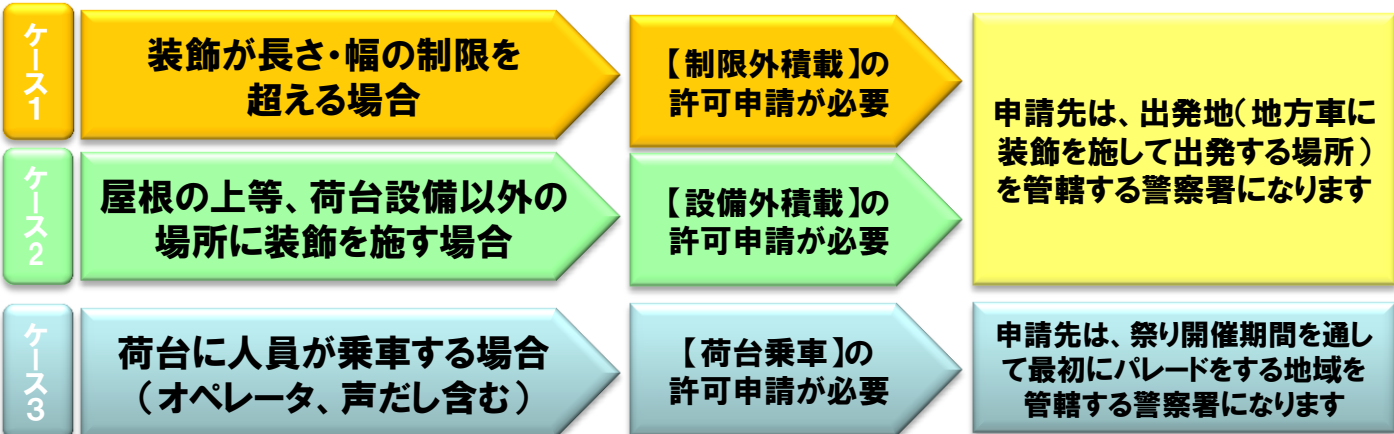 ケース1
装飾が長さ・幅の制限を
超える場合
【制限外積載】の
許可申請が必要
申請先は、出発地(地方車に
装飾を施して出発する場所)
を管轄する警察署になります
ケース2
屋根の上等、荷台設備以外の
場所に装飾を施す場合
【設備外積載】の
許可申請が必要
ケース3
荷台に人員が乗車する場合
(オペレータ、声だし含む)
【荷台乗車】の
許可申請が必要
申請先は、祭り開催期間を通し
て最初にパレードをする地域を
管轄する警察署になります